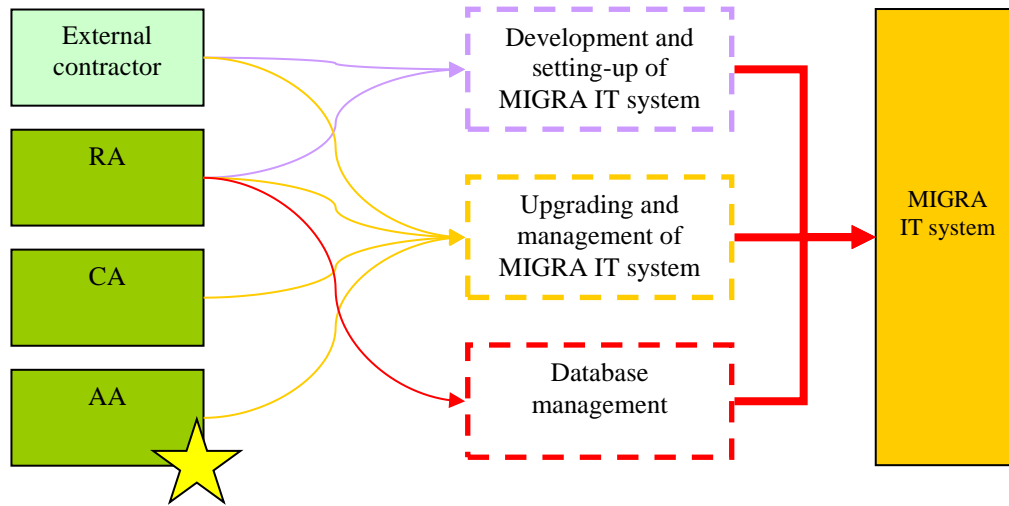 External
contractor
RA
CA
AA
Development and
setting-up of
MIGRA IT system
Upgrading and
management of
MIGRA IT system
Database
management
MIGRA
IT system